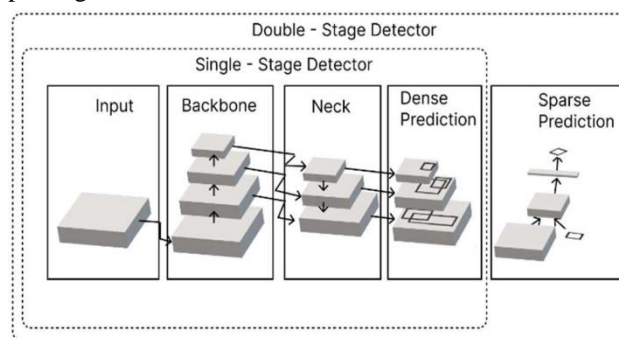 Double - Stage Detector
Single - Stage Detector
Input
Backbone
Neck
Dense
Prediction
Sparse
Prediction